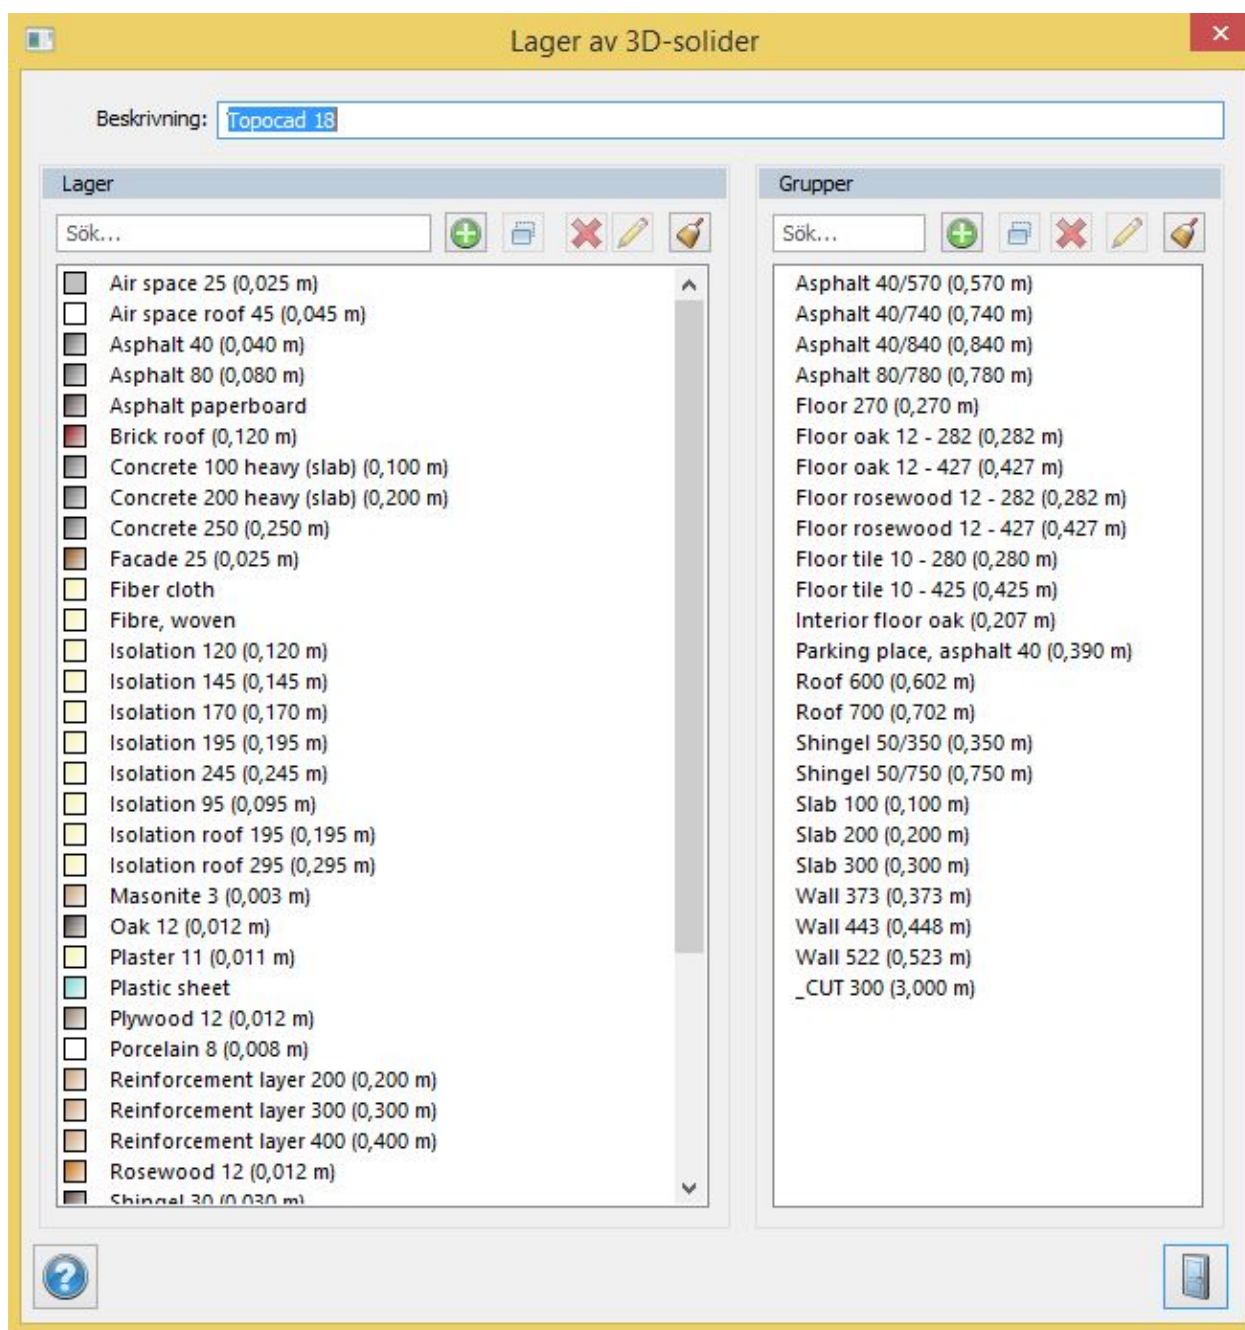 Lager av 3D-solider
Beskrivning: Topocad 18
Lager
Sök...
Air space 25 (0,025 m)
Air space roof 45 (0,045 m)
Asphalt 40 (0,040 m)
Asphalt 80 (0,080 m)
Asphalt paperboard
Brick roof (0,120 m)
Concrete 100 heavy (slab) (0,100 m)
Concrete 200 heavy (slab) (0,200 m)
Concrete 250 (0,250 m)
Facade 25 (0,025 m)
Fiber cloth
Fibre, woven
Isolation 120 (0,120 m)
Isolation 145 (0,145 m)
Isolation 170 (0,170 m)
Isolation 195 (0,195 m)
Isolation 245 (0,245 m)
Isolation 95 (0,095 m)
Isolation roof 195 (0,195 m)
Isolation roof 295 (0,295 m)
Masonite 3 (0,003 m)
Oak 12 (0,012 m)
Plaster 11 (0,011 m)
Plastic sheet
Plywood 12 (0,012 m)
Porcelain 8 (0,008 m)
Reinforcement layer 200 (0,200 m)
Reinforcement layer 300 (0,300 m)
Reinforcement layer 400 (0,400 m)
Rosewood 12 (0,012 m)
Shingel 30 (0,030 m)
Grupper
Sök...
Asphalt 40/570 (0,570 m)
Asphalt 40/740 (0,740 m)
Asphalt 40/840 (0,840 m)
Asphalt 80/780 (0,780 m)
Floor 270 (0,270 m)
Floor oak 12 - 282 (0,282 m)
Floor oak 12 - 427 (0,427 m)
Floor rosewood 12 - 282 (0,282 m)
Floor rosewood 12 - 427 (0,427 m)
Floor tile 10 - 280 (0,280 m)
Floor tile 10 - 425 (0,425 m)
Interior floor oak (0,207 m)
Parking place, asphalt 40 (0,390 m)
Roof 600 (0,602 m)
Roof 700 (0,702 m)
Shingel 50/350 (0,350 m)
Shingel 50/750 (0,750 m)
Slab 100 (0,100 m)
Slab 200 (0,200 m)
Slab 300 (0,300 m)
Wall 373 (0,373 m)
Wall 443 (0,448 m)
Wall 522 (0,523 m)
_CUT 300 (3,000 m)